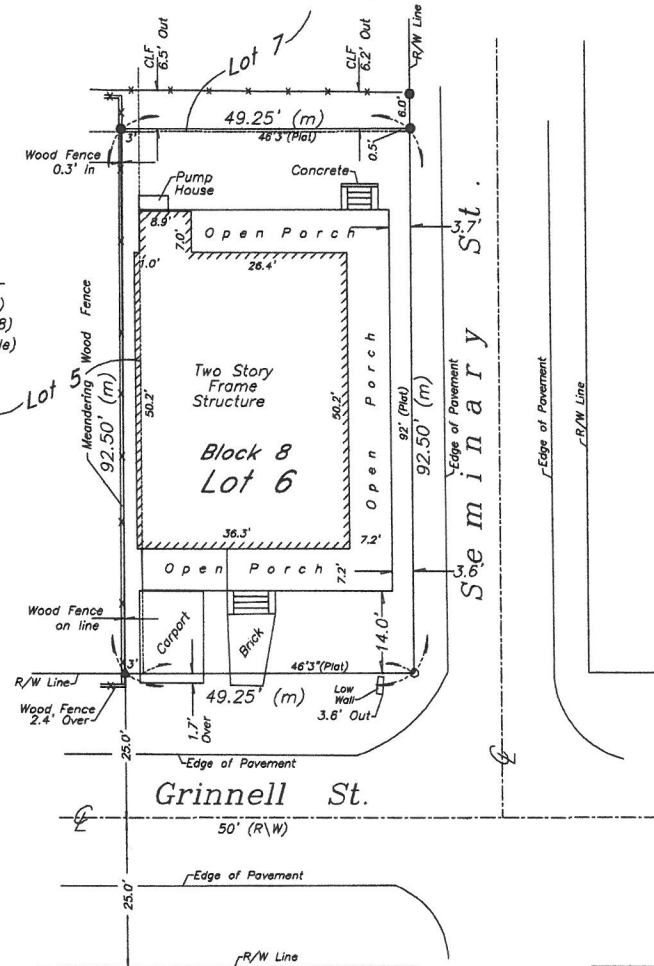 CLF
6.5' Out
CLF
6.2' Out
R/W Line
Lot 7
6.0'
49.25' (m)
3'
46'3"(Plat)
0.5'
Wood Fence
0.3' In
Pump
House
Concrete
8.9'
7.0'
Open Porch
3.7'
1.0'
26.4'
Seminary St.
Meandering Wood Fence
8)
le)
Lot 5
92.50' (m)
50.2'
Two Story
Frame
Structure
50.2'
Open Porch
92' (Plat)
92.50' (m)
Edge of Pavement
Edge of Pavement
R/W Line
Block 8
Lot 6
36.3'
7.2'
Open Porch
7.2'
3.6'
Wood Fence
on line
Carport
Brick
14.0'
3'
46'3"(Plat)
R/W Line
49.25' (m)
Low
Wall
3.6' Out
Wood Fence
2.4' Over
1.7'
Over
25.0'
Edge of Pavement
Grinnell St.
50' (R\W)
25.0'
Edge of Pavement
R/W Line